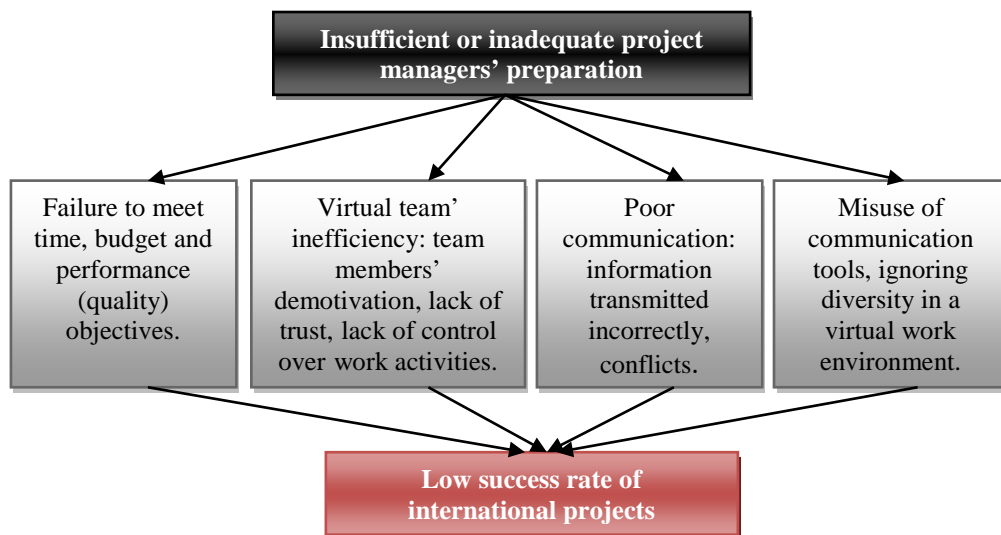 Insufficient or inadequate project
managers’ preparation
Failure to meet
time, budget and
performance
(quality)
objectives.
Virtual team’
inefficiency: team
members’
demotivation, lack of
trust, lack of control
over work activities.
Poor
communication:
information
transmitted
incorrectly,
conflicts.
Misuse of
communication
tools, ignoring
diversity in a
virtual work
environment.
Low success rate of
international projects